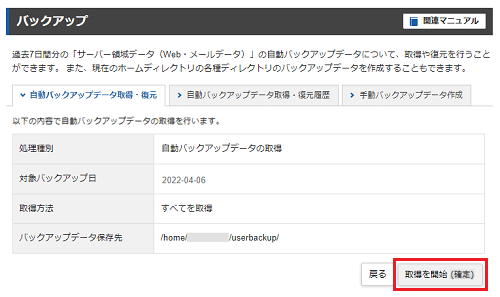 バックアップ
関連マニュアル
過去7日間分の「サーバー領域データ（Web・メールデータ）」の自動バックアップデータについて、取得や復元を行うこと
ができます。また、現在のホームディレクトリの各種ディレクトリのバックアップデータを作成することもできます。
自動バックアップデータ取得・復元
自動バックアップデータ取得・復元履歴
手動バックアップデータ作成
以下の内容で自動バックアップデータの取得を行います。
処理種別 自動バックアップデータの取得
対象バックアップ日 2022-04-06
取得方法 すべてを取得
バックアップデータ保存先 /home/ /userbackup/
戻る 取得を開始（確定）